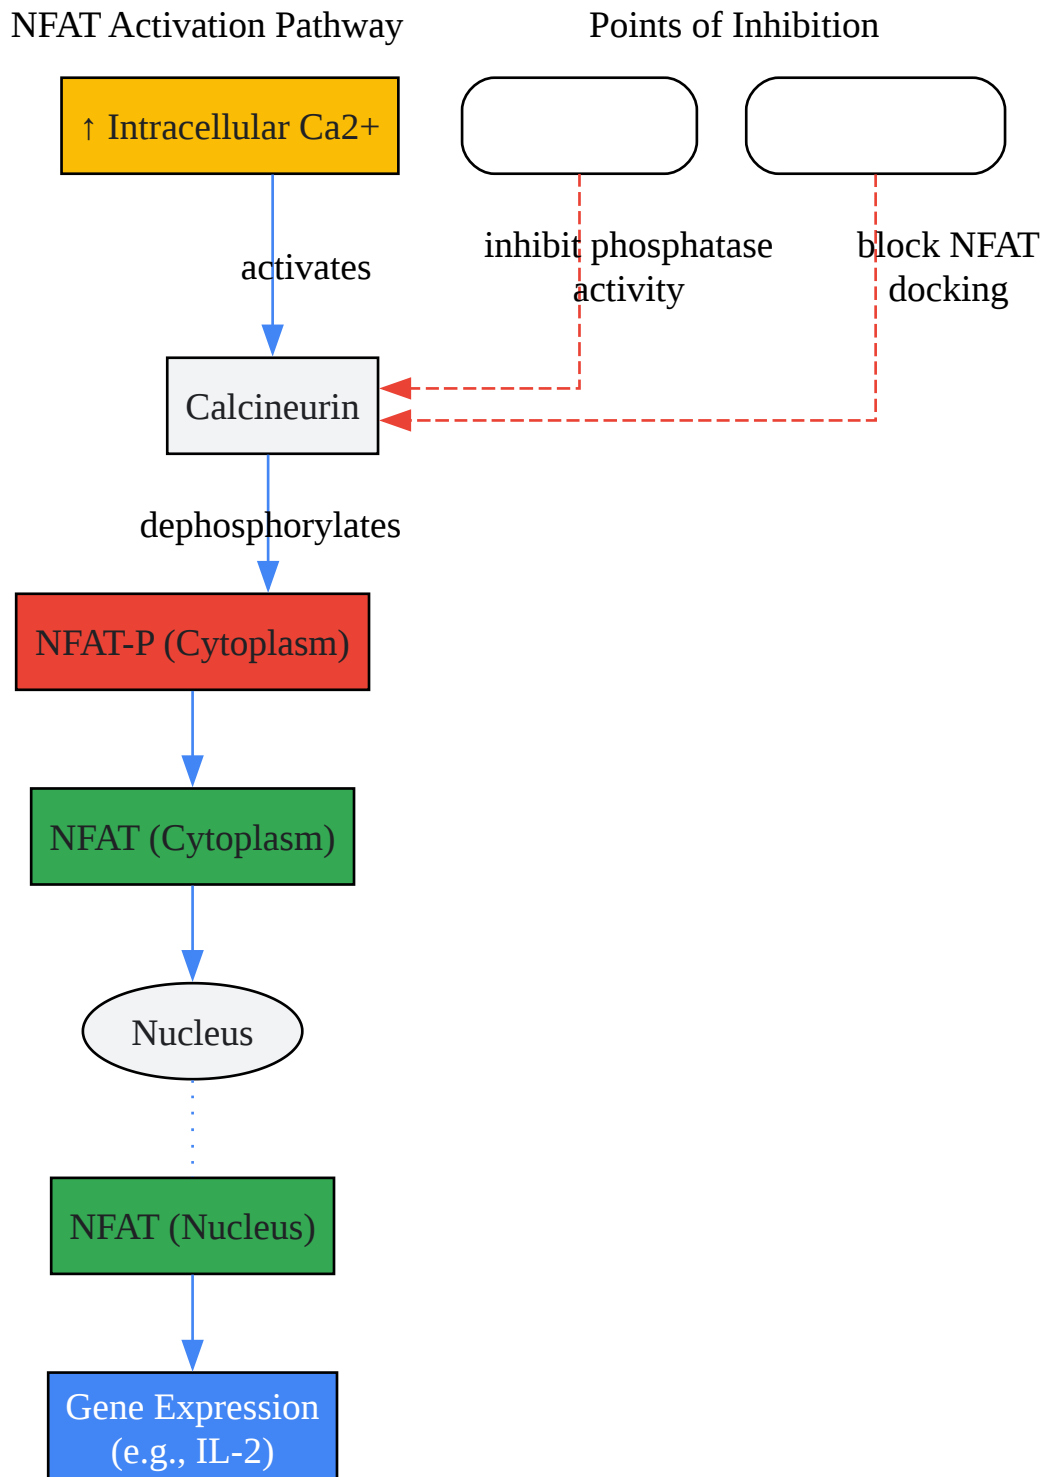 NFAT Activation Pathway
Points of Inhibition
↑ Intracellular Ca2+
activates
inhibit phosphatase
activity
block NFAT
docking
Calcineurin
dephosphorylates
NFAT-P (Cytoplasm)
NFAT (Cytoplasm)
Nucleus
NFAT (Nucleus)
Gene Expression
(e.g., IL-2)